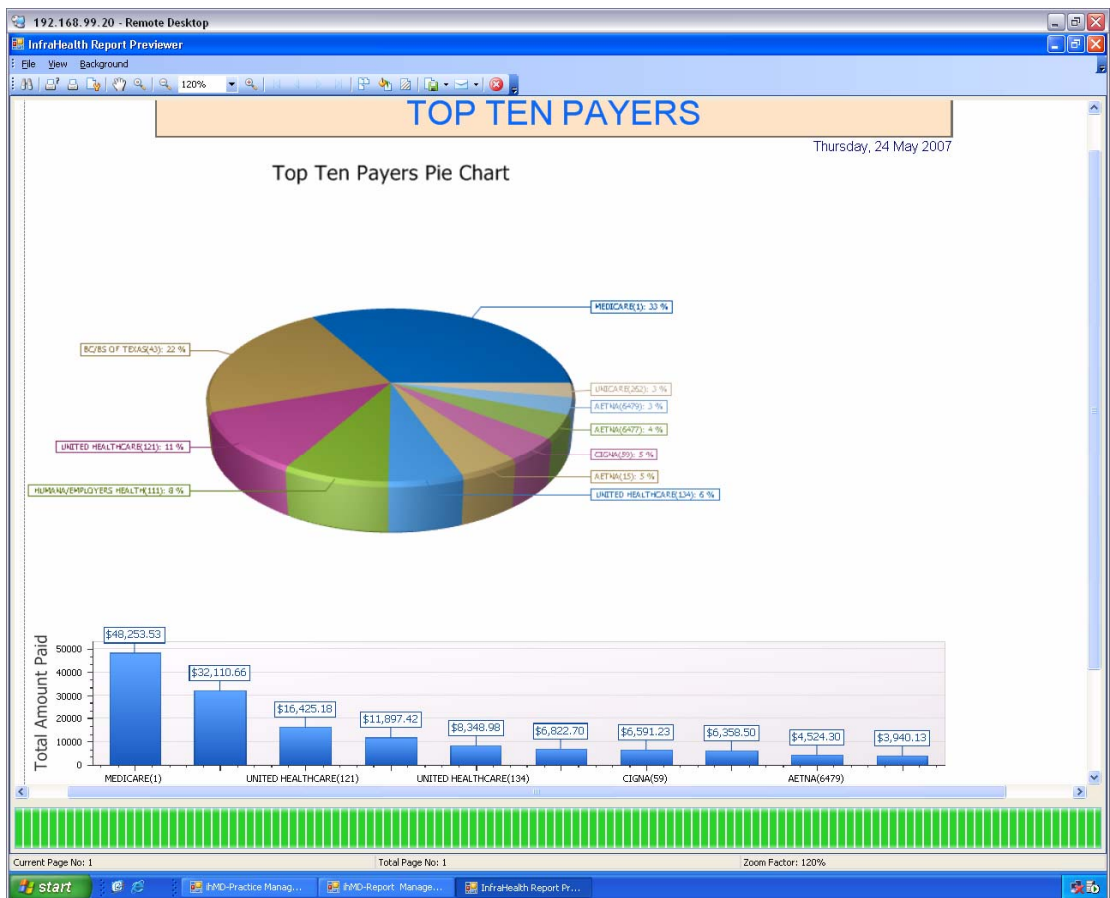 192.168.99.20 - Remote Desktop
InfraHealth Report Previewer
File View Background
120%
TOP TEN PAYERS
Thursday, 24 May 2007
Top Ten Payers Pie Chart
MEDICARE(1): 33 %
BC/BS OF TEXAS(43): 22 %
UNICARE(262): 3 %
AETNA(6479): 3 %
AETNA(6477): 4 %
UNITED HEALTHCARE(121): 11 %
CIGNA(59): 5 %
AETNA(15): 5 %
HUMANA/EMPLOYERS HEALTH(111): 8 %
UNITED HEALTHCARE(134): 6 %
Total Amount Paid
50000
40000
30000
20000
10000
0
$48,253.53
$32,110.66
$16,425.18
$11,897.42
$8,348.98
$6,822.70
$6,591.23
$6,358.50
$4,524.30
$3,940.13
MEDICARE(1) UNITED HEALTHCARE(121) UNITED HEALTHCARE(134) CIGNA(59) AETNA(6479)
Current Page No: 1 Total Page No: 1 Zoom Factor: 120%
start ihMD-Practice Manag... ihMD-Report Manage... InfraHealth Report Pr...